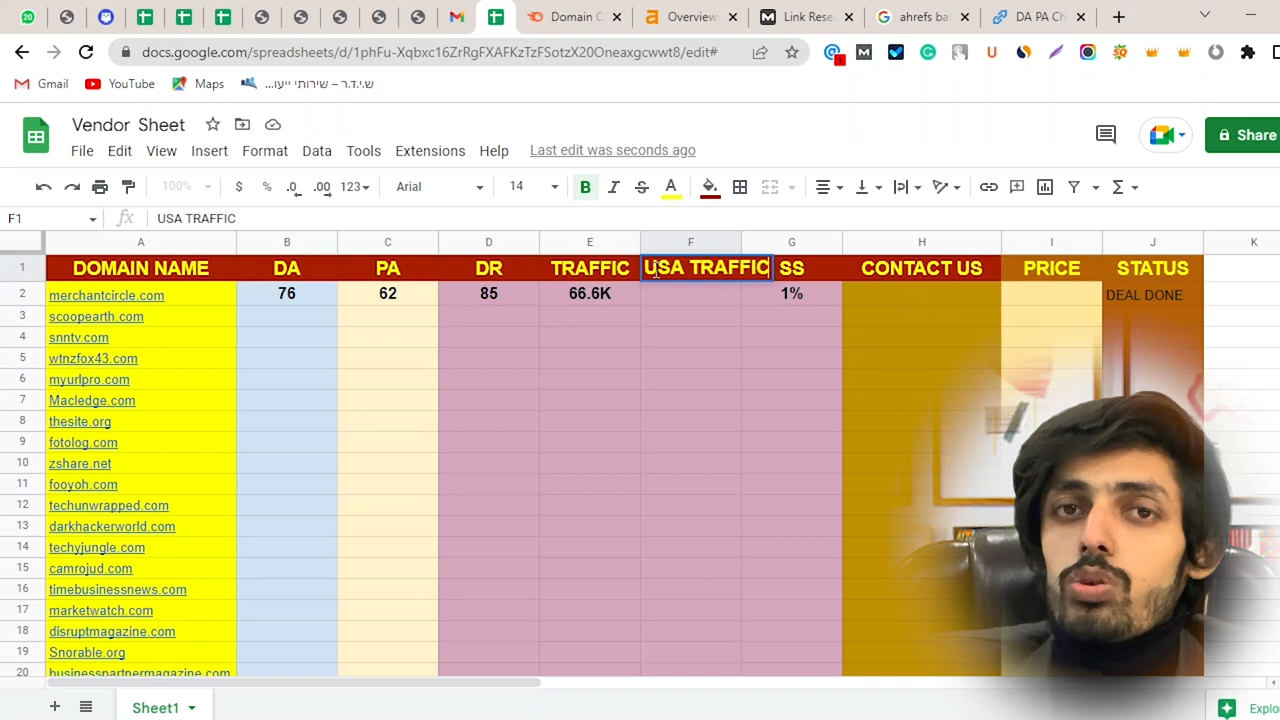 Domain C
Overview
Link Rese
ahrefs ba
DA PA Ch
docs.google.com/spreadsheets/d/1phFu-Xqbxc16ZrRgFXAFKzTzFSotzX20Oneaxgcwwt8/edit#
Gmail YouTube Maps ש.י.ד.ר – שירותי ייעו...
Vendor Sheet
File Edit View Insert Format Data Tools Extensions Help Last edit was seconds ago
Share
100% $ % .0 .00 123 Arial 14 B I S A
F1 fx USA TRAFFIC
A B C D E F G H I J K
1 DOMAIN NAME DA PA DR TRAFFIC USA TRAFFIC SS CONTACT US PRICE STATUS
2 merchantcircle.com 76 62 85 66.6K 1% DEAL DONE
3 scoopearth.com
4 snntv.com
5 wtnzfox43.com
6 myurlpro.com
7 Macledge.com
8 thesite.org
9 fotolog.com
10 zshare.net
11 fooyoh.com
12 techunwrapped.com
13 darkhackerworld.com
14 techyjungle.com
15 camrojud.com
16 timebusinessnews.com
17 marketwatch.com
18 disruptmagazine.com
19 Snorable.org
20 businesspartnermagazine.com
Sheet1
Explo